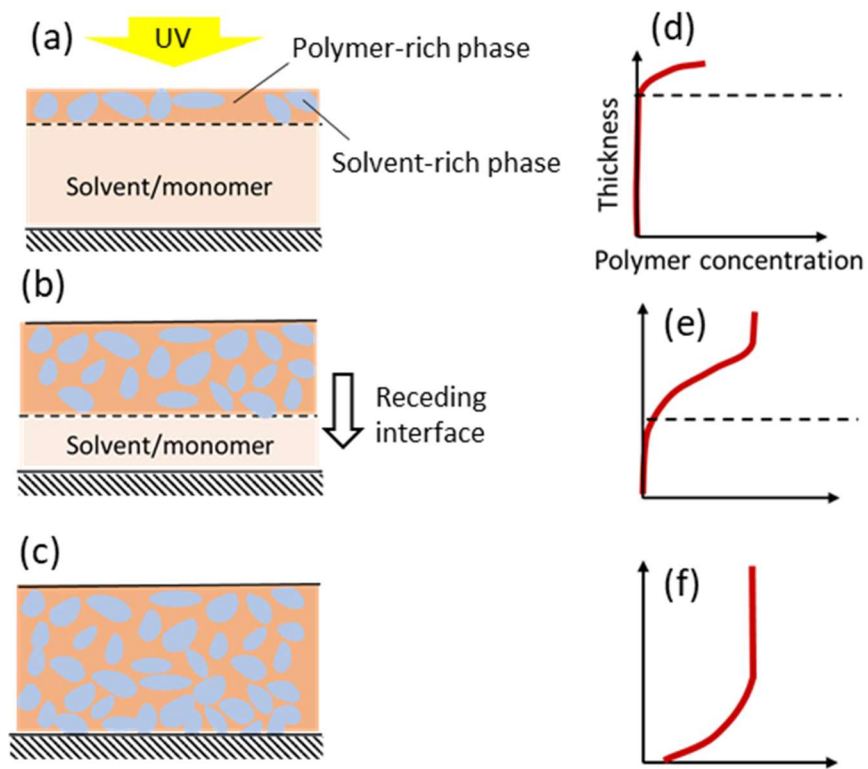 (a)
UV
Polymer-rich phase
Solvent-rich phase
Solvent/monomer
(b)
Solvent/monomer
Receding
interface
(c)
(d)
Thickness
Polymer concentration
(e)
(f)